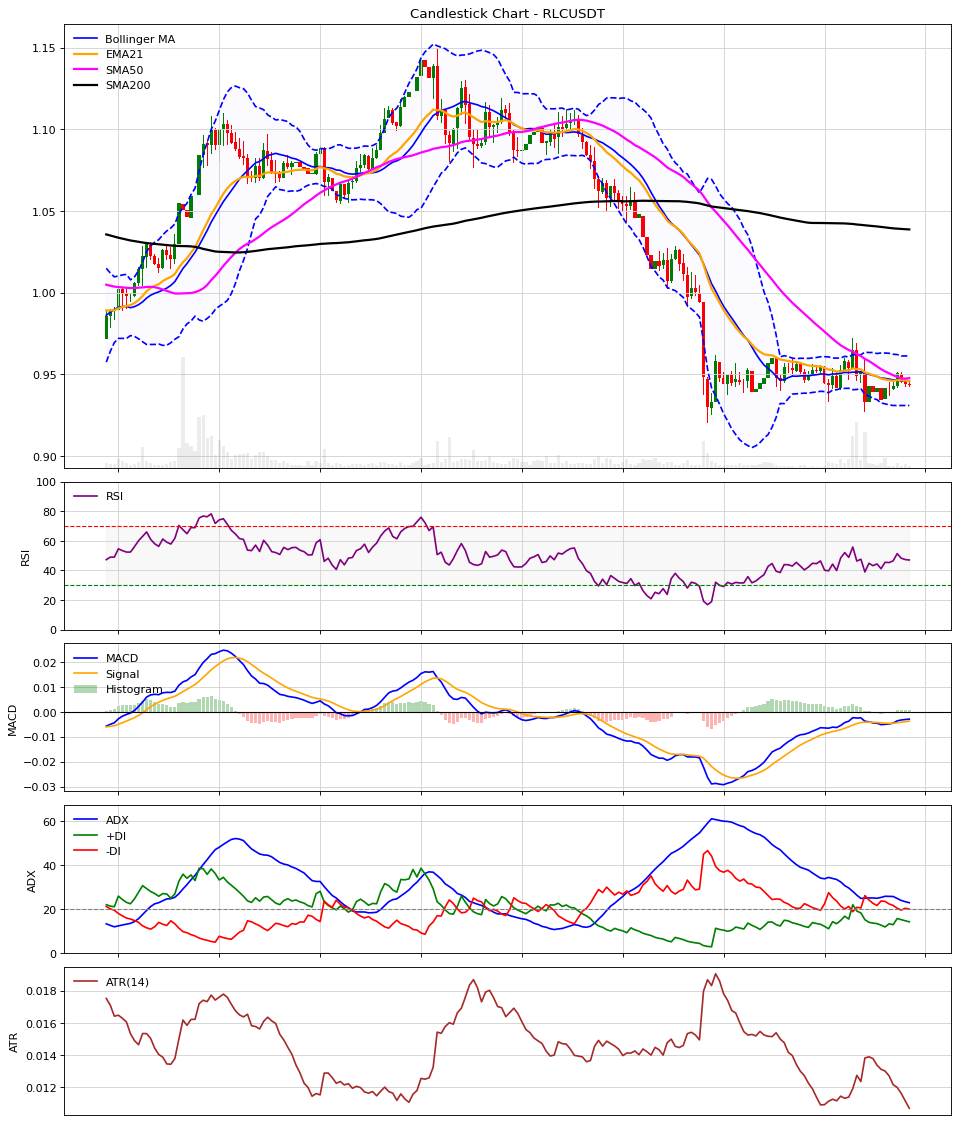 Candlestick Chart - RLCUSDT
Bollinger MA
EMA21
SMA50
SMA200
1.15
1.10
1.05
1.00
0.95
0.90
RSI
RSI
100
80
60
40
20
0
MACD
Signal
Histogram
MACD
0.02
0.01
0.00
−0.01
−0.02
−0.03
ADX
+DI
-DI
ADX
60
40
20
0
ATR(14)
ATR
0.018
0.016
0.014
0.012